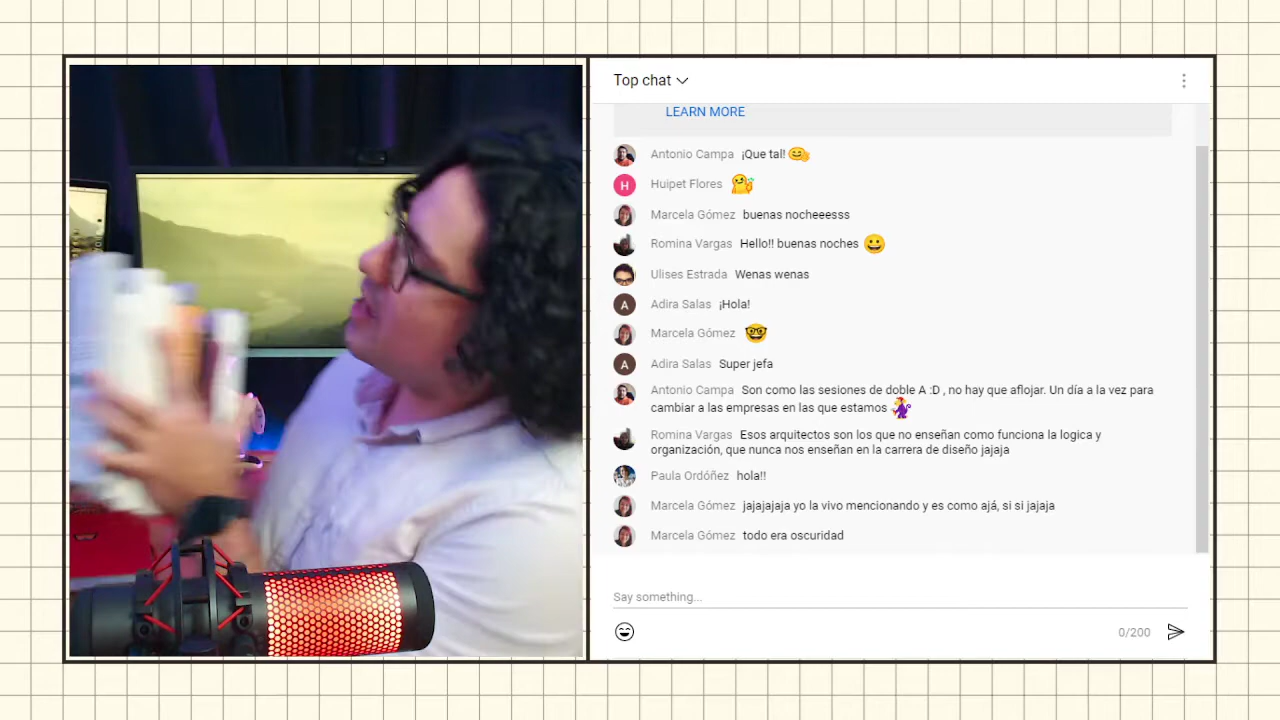 Top chat
LEARN MORE
Antonio Campa ¡Que tal!
H Huipet Flores
Marcela Gómez buenas nocheeesss
Romina Vargas Hello!! buenas noches
Ulises Estrada Wenas wenas
A Adira Salas ¡Hola!
Marcela Gómez
A Adira Salas Super jefa
Antonio Campa Son como las sesiones de doble A :D , no hay que aflojar. Un día a la vez para
cambiar a las empresas en las que estamos
Romina Vargas Esos arquitectos son los que no enseñan como funciona la logica y
organización, que nunca nos enseñan en la carrera de diseño jajaja
Paula Ordóñez hola!!
Marcela Gómez jajajajaja yo la vivo mencionando y es como ajá, si si jajaja
Marcela Gómez todo era oscuridad
Say something...
0/200